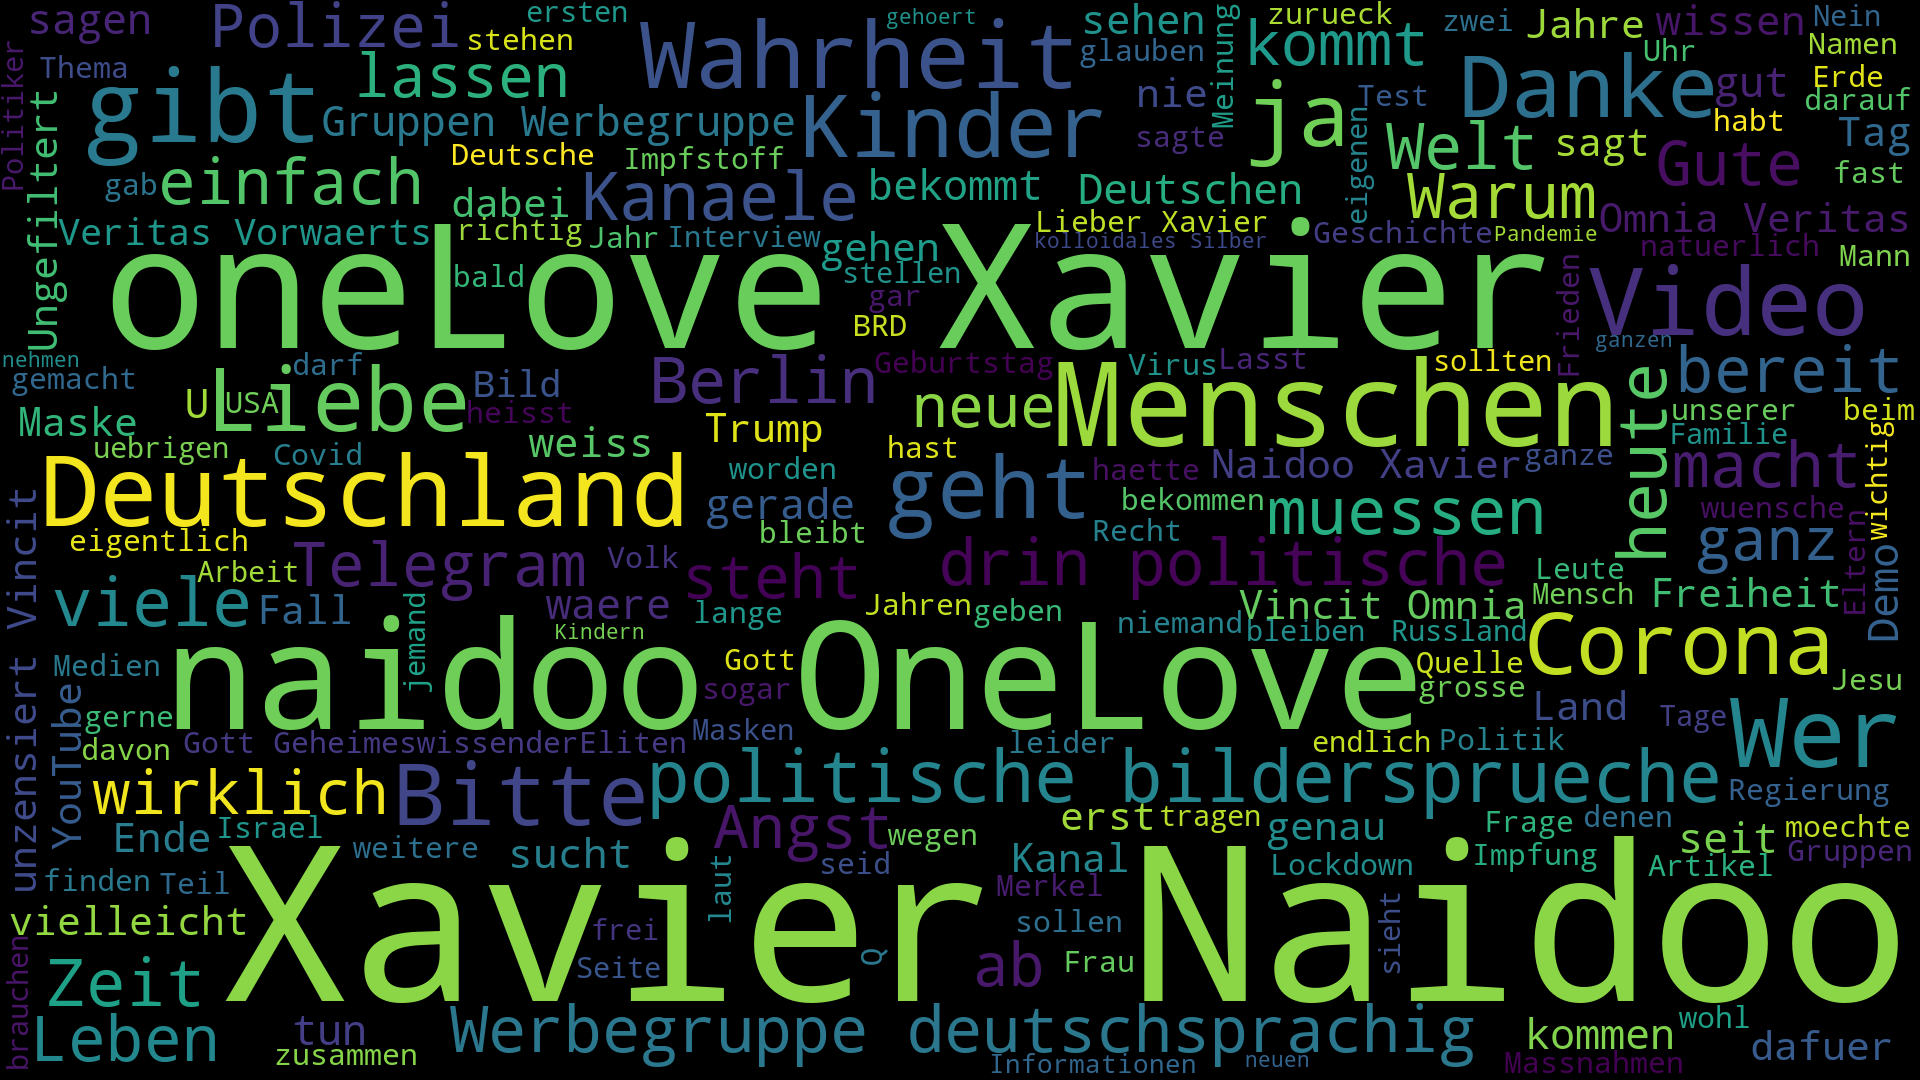 sagen Polizei ersten gehoert sehen zurueck zwei Jahre wissen Nein
stehen Wahrheit glauben kommt Uhr Namen
Politiker Thema lassen Meinung Danke gut Erde
gibt nie Test darauf
Gruppen Werbegruppe Kinder ja habt Tag
Ungefiltert sagte Welt sagt
Deutsche Impfstoff eigenen Gute fast
gab einfach dabei Kanaele bekommt Deutschen Warum
Veritas Vorwaerts richtig Jahr Interview gehen Lieber Xavier Geschichte Pandemie Omnia Veritas
kolloidales Silber natuerlich Mann
oneLove Xavier
bald stellen Frieden Video
gar
BRD ganzen
nehmen darf Geburtstag Virus Lasst sollten
gemacht Liebe Bild Berlin Menschen bereit
U USA heisst neue heute unserer beim
Maske weiss Trump Familie
uebrigen Covid hast
Deutschland worden geht haette Naidoo Xavier ganze macht wichtig
gerade bekommen muessen wuensche
eigentlich bleibt Recht ganz
Vincit Arbeit Telegram Volk steht drin politische Leute Eltern Demo
viele Fall jemand waere lange Jahren geben Vincit Omnia Mensch Freiheit
Kindern niemand bleiben Russland
naidoo OneLove Corona
Medien Gott Quelle Jesu
unzensiert YouTube sogar grosse
gerne Masken Land Tage Wer
davon Gott GeheimeswissenderEliten leider endlich Politik
wirklich Bitte politische bildersprueche Regierung
Ende Israel Angst wegen erst tragen genau Frage denen seit moechte
weitere sucht Kanal Lockdown Impfung Artikel Gruppen
finden Teil laut seid Merkel
vielleicht frei sollen sieht
Xavier Naidoo
brauchen Seite Q ab Frau
Zeit
Leben tun Werbegruppe deutschsprachig kommen wohl
zusammen Informationen neuen Massnahmen dafuer